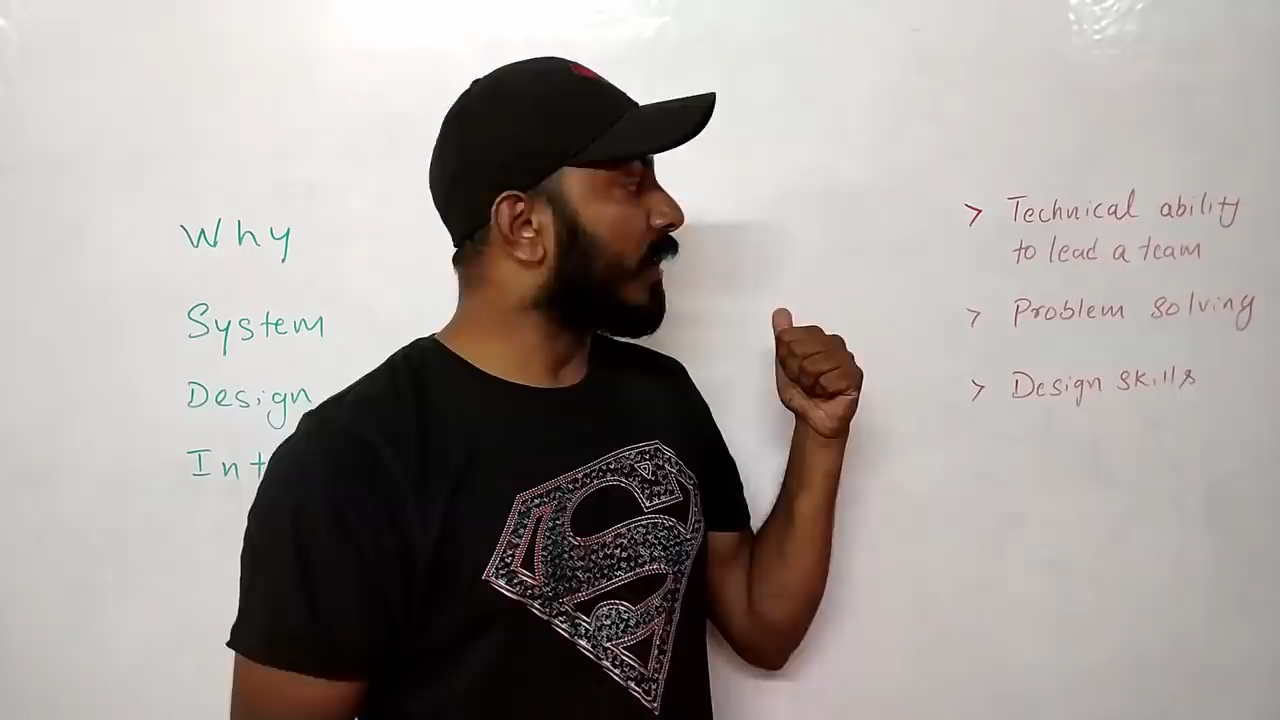 Why
System
Design
Int
> Technical ability
to lead a team
> Problem solving
> Design skills